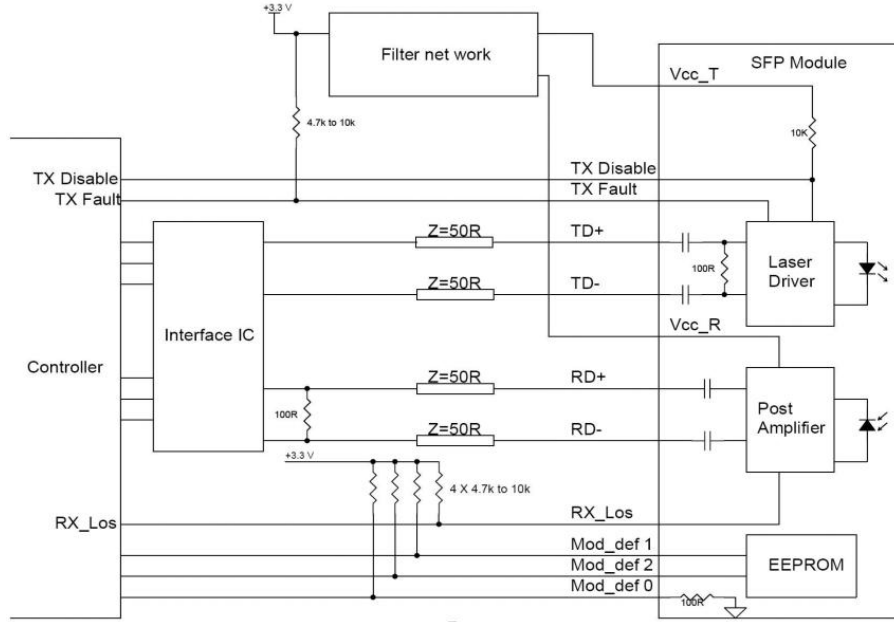 +3.3 V
Filter net work
SFP Module
Vcc_T
4.7k to 10k
10K
TX Disable
TX Disable
TX Fault
TX Fault
Z=50R
TD+
100R
Laser
Driver
Z=50R
TD-
Interface IC
Vcc_R
Controller
Z=50R
RD+
100R
Post
Amplifier
Z=50R
RD-
+3.3 V
4 X 4.7k to 10k
RX_Los
RX_Los
Mod_def 1
Mod_def 2
EEPROM
Mod_def 0
100R